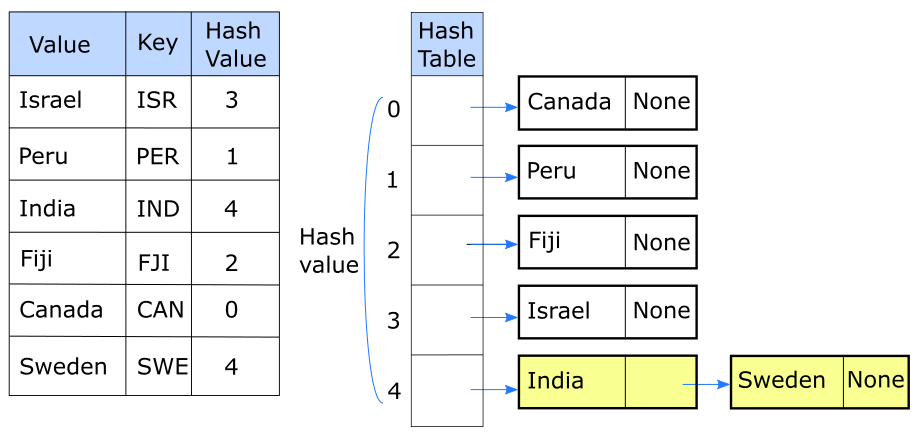 Value Key Hash Value
Israel ISR 3
Peru PER 1
India IND 4
Fiji FJI 2
Canada CAN 0
Sweden SWE 4
Hash
Table
Hash
value
0 Canada None
1 Peru None
2 Fiji None
3 Israel None
4 India Sweden None